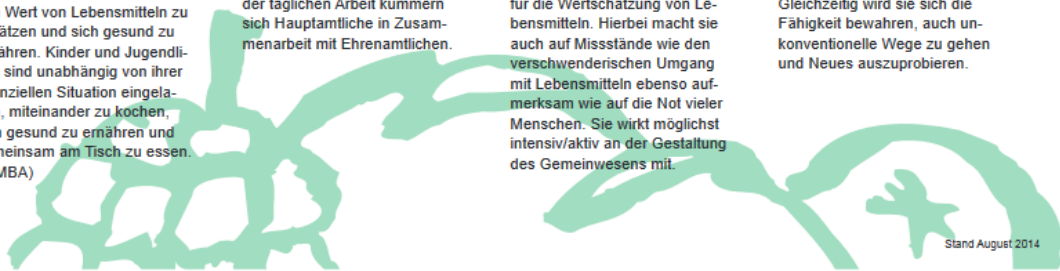 Wert von Lebensmitteln zu
ätzen und sich gesund zu
ähren. Kinder und Jugendli-
sind unabhängig von ihrer
nziellen Situation eingela-
, miteinander zu kochen,
gesund zu ernähren und
meinsam am Tisch zu essen.
MBA)
der täglichen Arbeit kümmern
sich Hauptamtliche in Zusam-
menarbeit mit Ehrenamtlichen.
für die Wertschätzung von Le-
bensmitteln. Hierbei macht sie
auch auf Missstände wie den
verschwenderischen Umgang
mit Lebensmitteln ebenso auf-
merksam wie auf die Not vieler
Menschen. Sie wirkt möglichst
intensiv/aktiv an der Gestaltung
des Gemeinwesens mit.
Gleichzeitig wird sie sich die
Fähigkeit bewahren, auch un-
konventionelle Wege zu gehen
und Neues auszuprobieren.
Stand August 2014